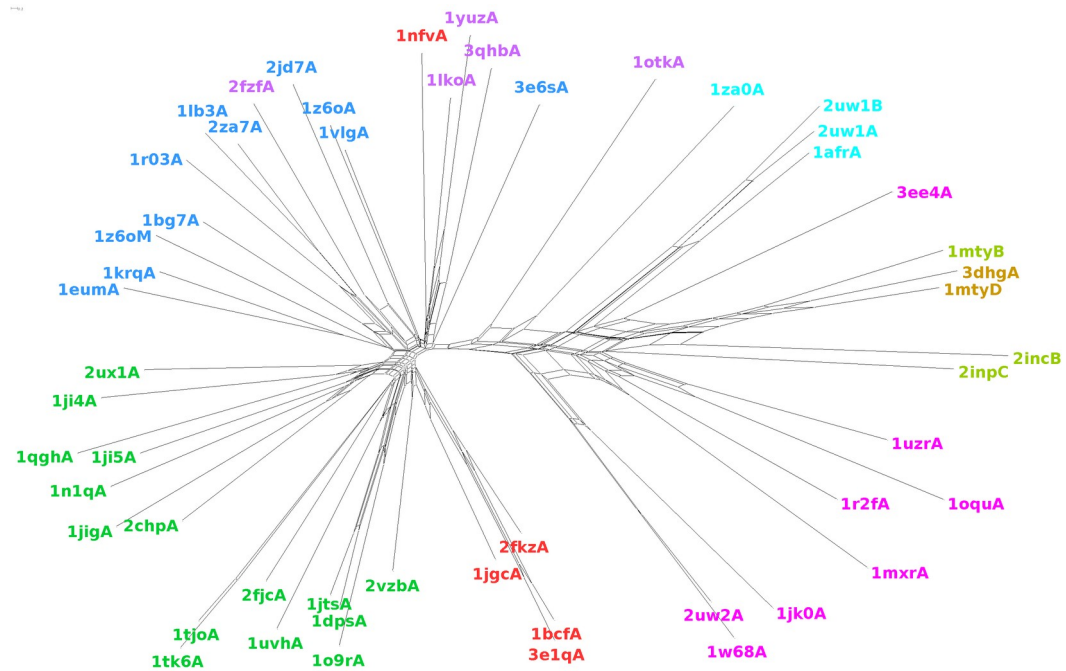 1yuzA
1nfvA
3qhbA
1otkA
2jd7A
1lkoA
2fzfA
3e6sA
1za0A
1lb3A
1z6oA
2uw1B
2za7A
1vlgA
2uw1A
1r03A
1afrA
3ee4A
1bg7A
1z6oM
1mtyB
1krqA
3dhgA
1eumA
1mtyD
2incB
2ux1A
2inpC
1ji4A
1uzrA
1qghA
1ji5A
1n1qA
1r2fA
1oquA
1jigA
2chpA
2fkzA
1jgcA
1mxrA
2vzbA
2fjcA
1jtsA
1dpsA
2uw2A
1jk0A
1tjoA
1uvhA
1bcfA
1w68A
1tk6A
1o9rA
3e1qA